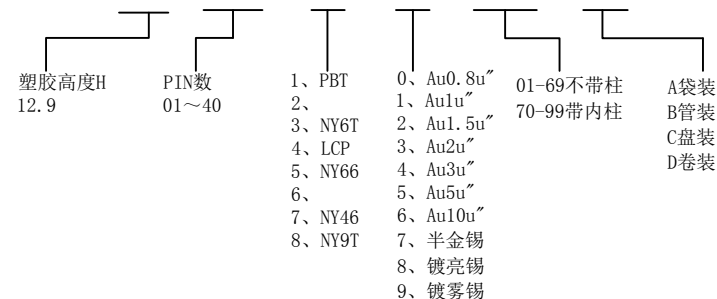 塑胶高度H
12.9
PIN数
01～40
1、PBT
2、
3、NY6T
4、LCP
5、NY66
6、
7、NY46
8、NY9T
0、Au0.8u″
1、Au1u″
2、Au1.5u″
3、Au2u″
4、Au3u″
5、Au5u″
6、Au10u″
7、半金锡
8、镀亮锡
9、镀雾锡
01-69不带柱
70-99带内柱
A袋装
B管装
C盘装
D卷装